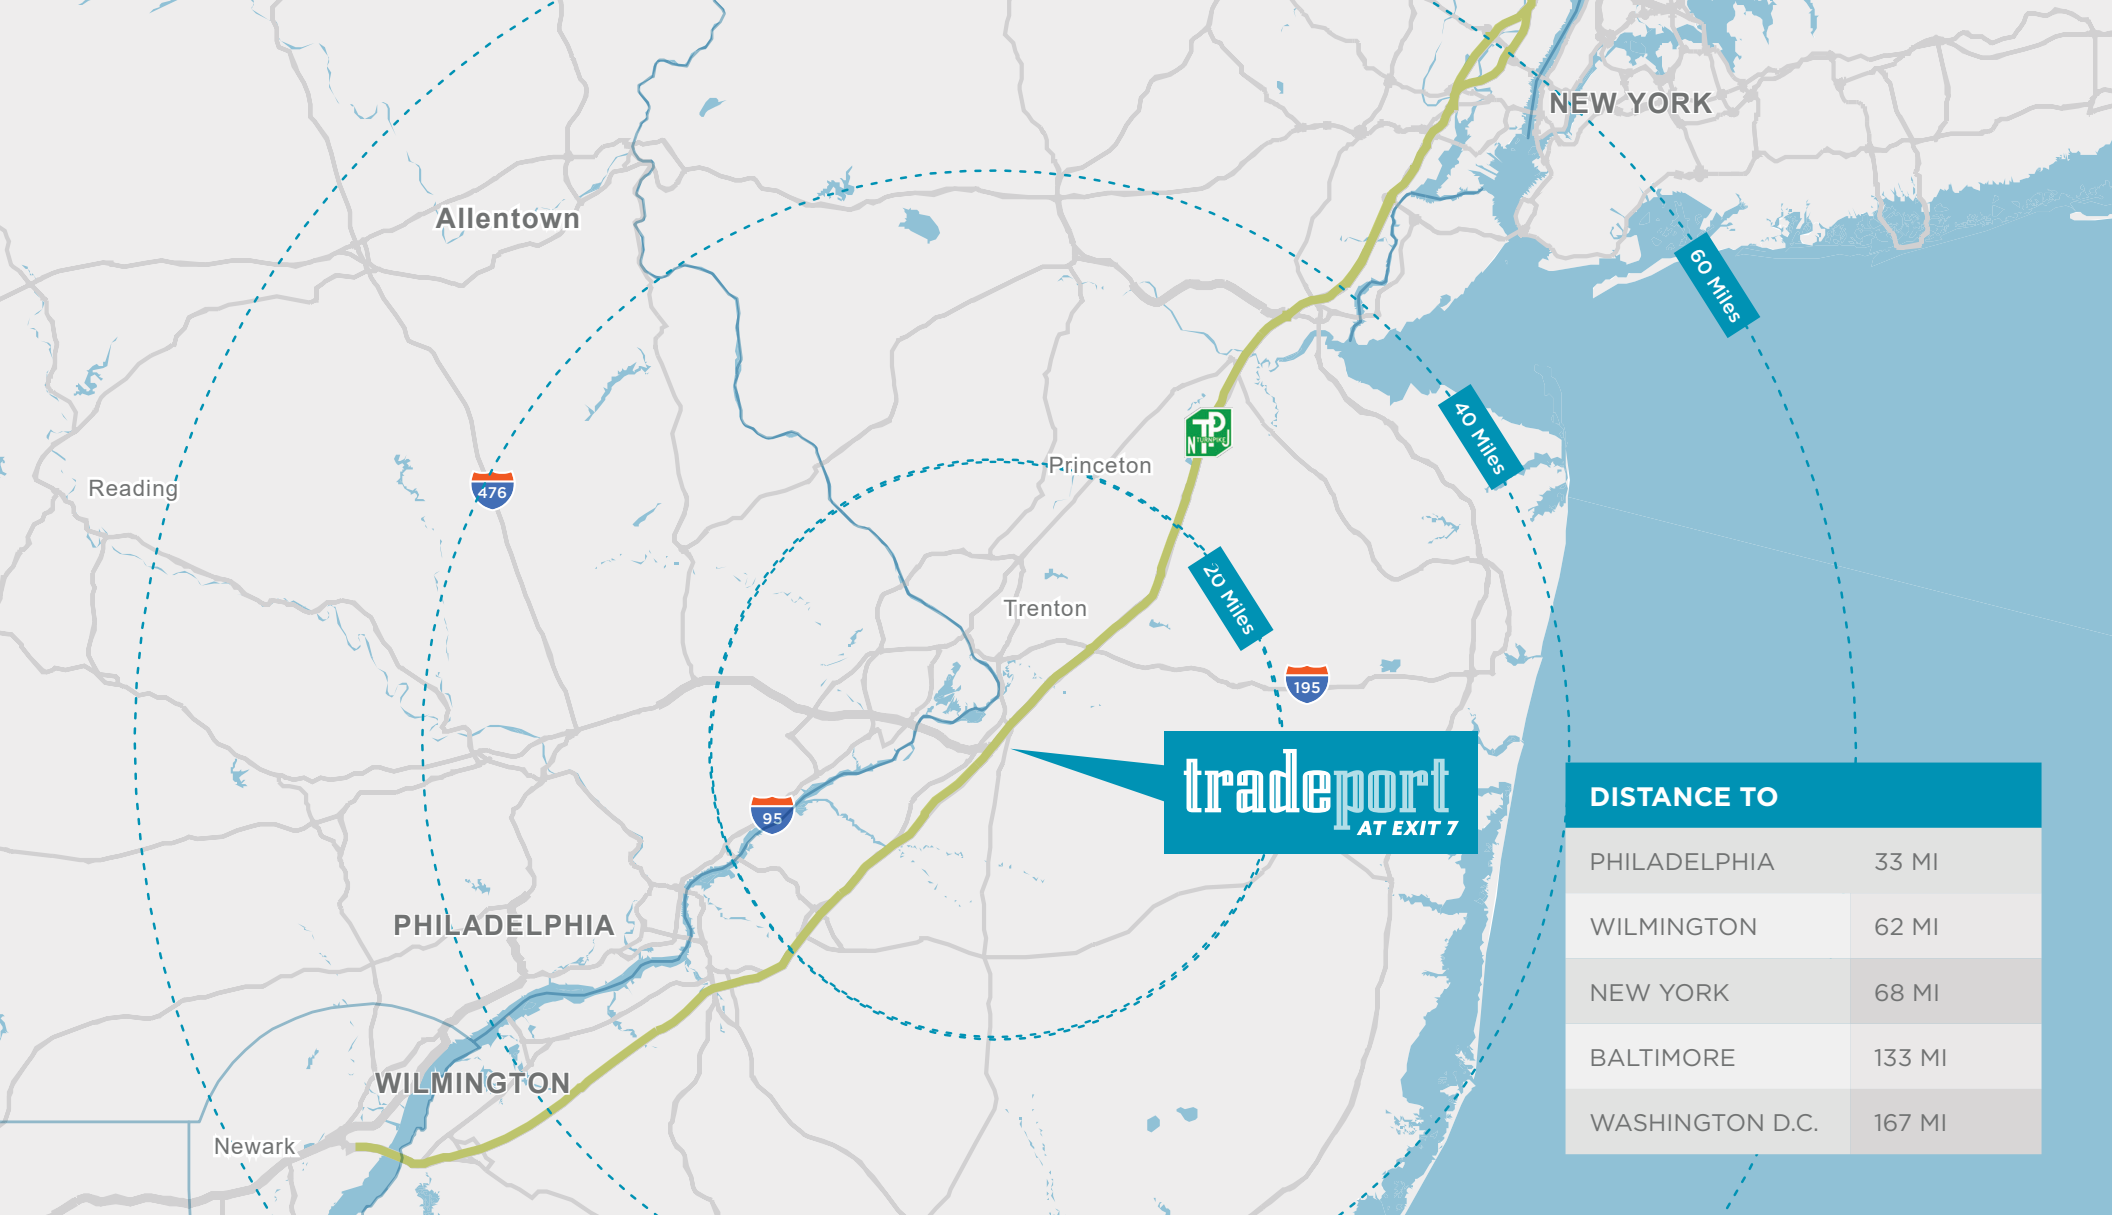 NEW YORK
Allentown
60 Miles
40 Miles
N TP J
TURNPIKE
Princeton
Reading
476
20 Miles
Trenton
195
tradeport
AT EXIT 7
95
PHILADELPHIA
WILMINGTON
Newark
DISTANCE TO
PHILADELPHIA 33 MI
WILMINGTON 62 MI
NEW YORK 68 MI
BALTIMORE 133 MI
WASHINGTON D.C. 167 MI